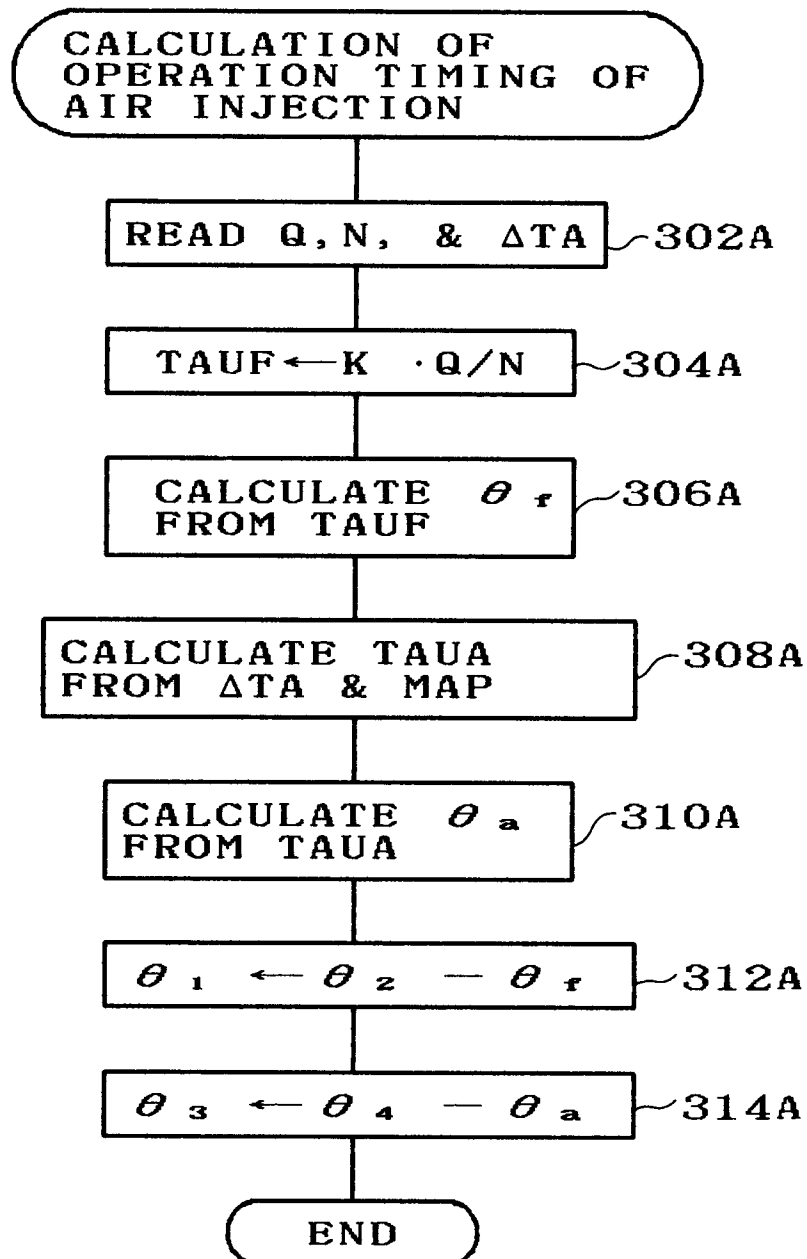 CALCULATION OF
OPERATION TIMING OF
AIR INJECTION
READ Q,N, & ΔTA
302A
TAUF←K ·Q/N
304A
CALCULATE θf
FROM TAUF
306A
CALCULATE TAUA
FROM ΔTA & MAP
308A
CALCULATE θa
FROM TAUA
310A
θ1 ← θ2 − θf
312A
θ3 ← θ4 − θa
314A
END